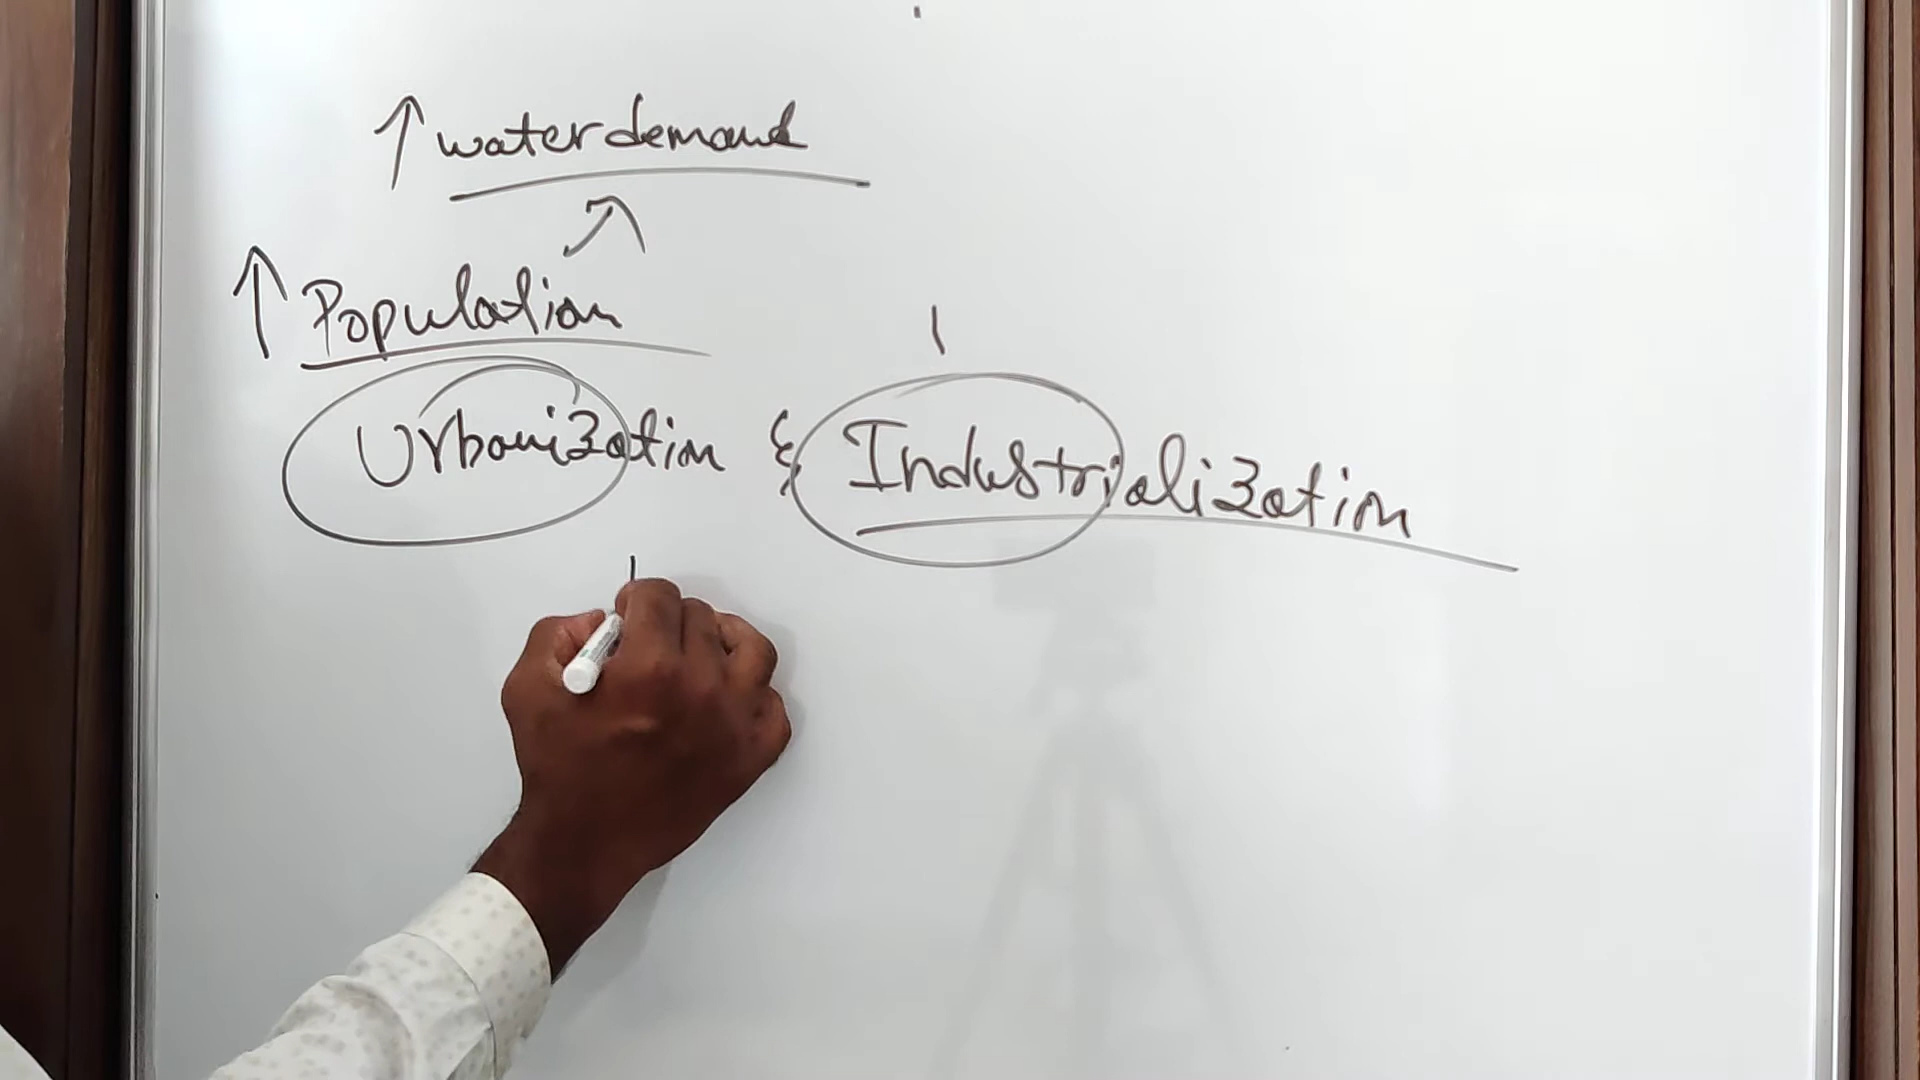 ↑ water demand
↑ Population
Urbanization & Industrialization